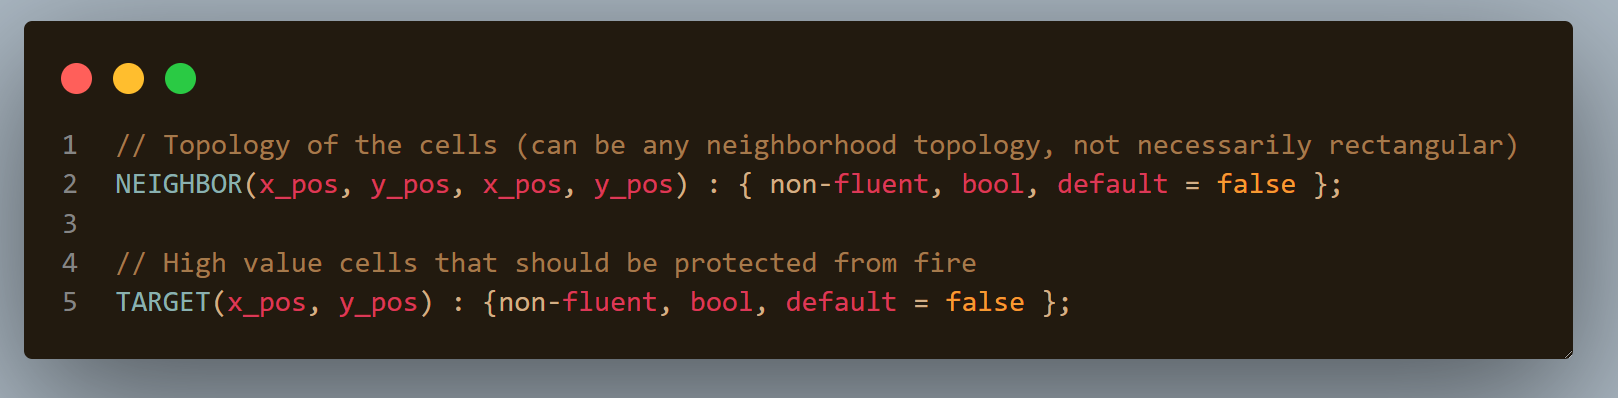 1 // Topology of the cells (can be any neighborhood topology, not necessarily rectangular)
2 NEIGHBOR(x_pos, y_pos, x_pos, y_pos) : { non-fluent, bool, default = false };
3
4 // High value cells that should be protected from fire
5 TARGET(x_pos, y_pos) : {non-fluent, bool, default = false };